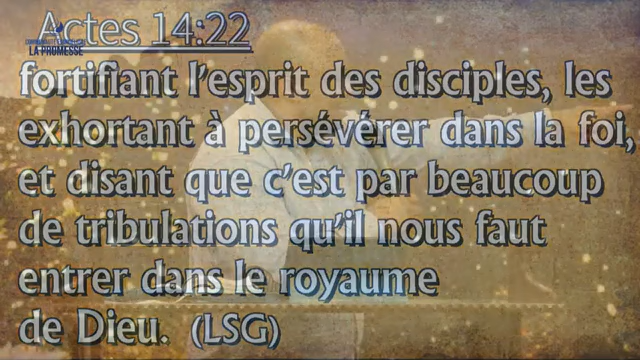 Actes 14:22
LA PROMESSE
fortifiant l'esprit des disciples, les
exhortant à persévérer dans la foi,
et disant que c'est par beaucoup
de tribulations qu'il nous faut
entrer dans le royaume
de Dieu. (LSG)